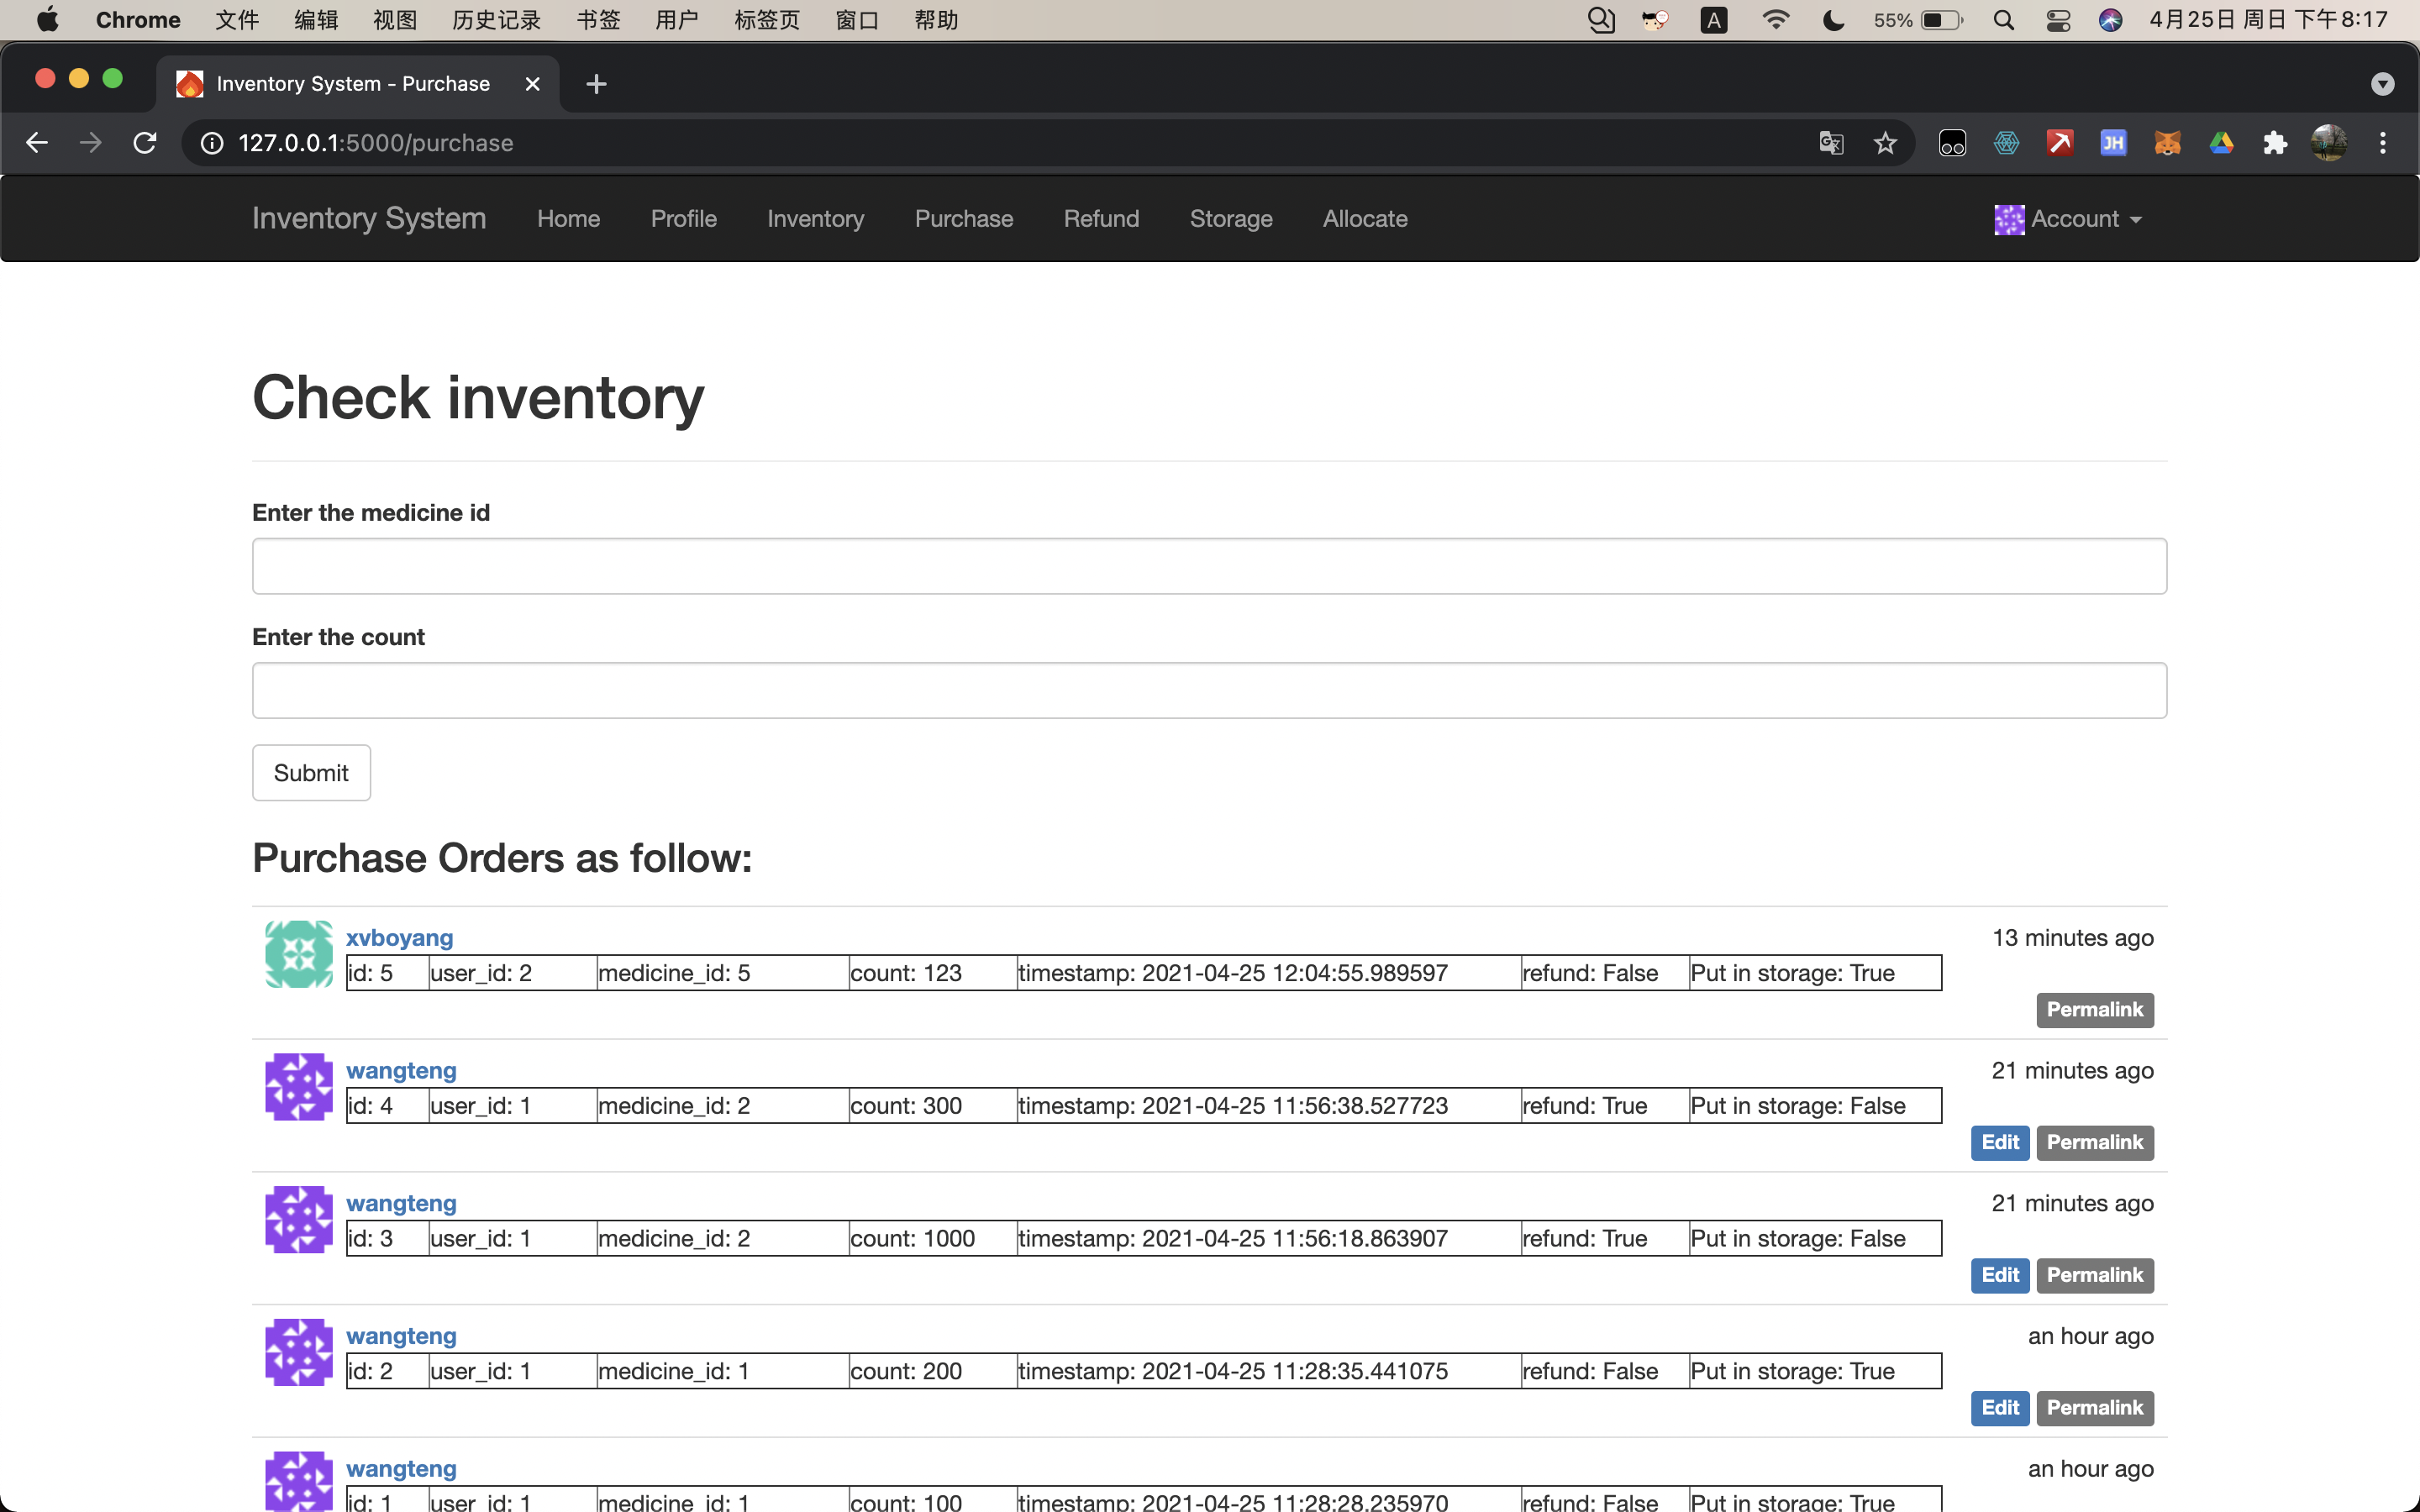 Chrome 文件 编辑 视图 历史记录 书签 用户 标签页 窗口 帮助 A 55% 4月25日 周日 下午8:17
Inventory System - Purchase
127.0.0.1:5000/purchase JH
Inventory System Home Profile Inventory Purchase Refund Storage Allocate Account
Check inventory
Enter the medicine id
Enter the count
Submit
Purchase Orders as follow:
xvboyang 13 minutes ago
id: 5 user_id: 2 medicine_id: 5 count: 123 timestamp: 2021-04-25 12:04:55.989597 refund: False Put in storage: True
Permalink
wangteng 21 minutes ago
id: 4 user_id: 1 medicine_id: 2 count: 300 timestamp: 2021-04-25 11:56:38.527723 refund: True Put in storage: False
Edit Permalink
wangteng 21 minutes ago
id: 3 user_id: 1 medicine_id: 2 count: 1000 timestamp: 2021-04-25 11:56:18.863907 refund: True Put in storage: False
Edit Permalink
wangteng an hour ago
id: 2 user_id: 1 medicine_id: 1 count: 200 timestamp: 2021-04-25 11:28:35.441075 refund: False Put in storage: True
Edit Permalink
wangteng an hour ago
id: 1 user_id: 1 medicine_id: 1 count: 100 timestamp: 2021-04-25 11:28:28.235970 refund: False Put in storage: True